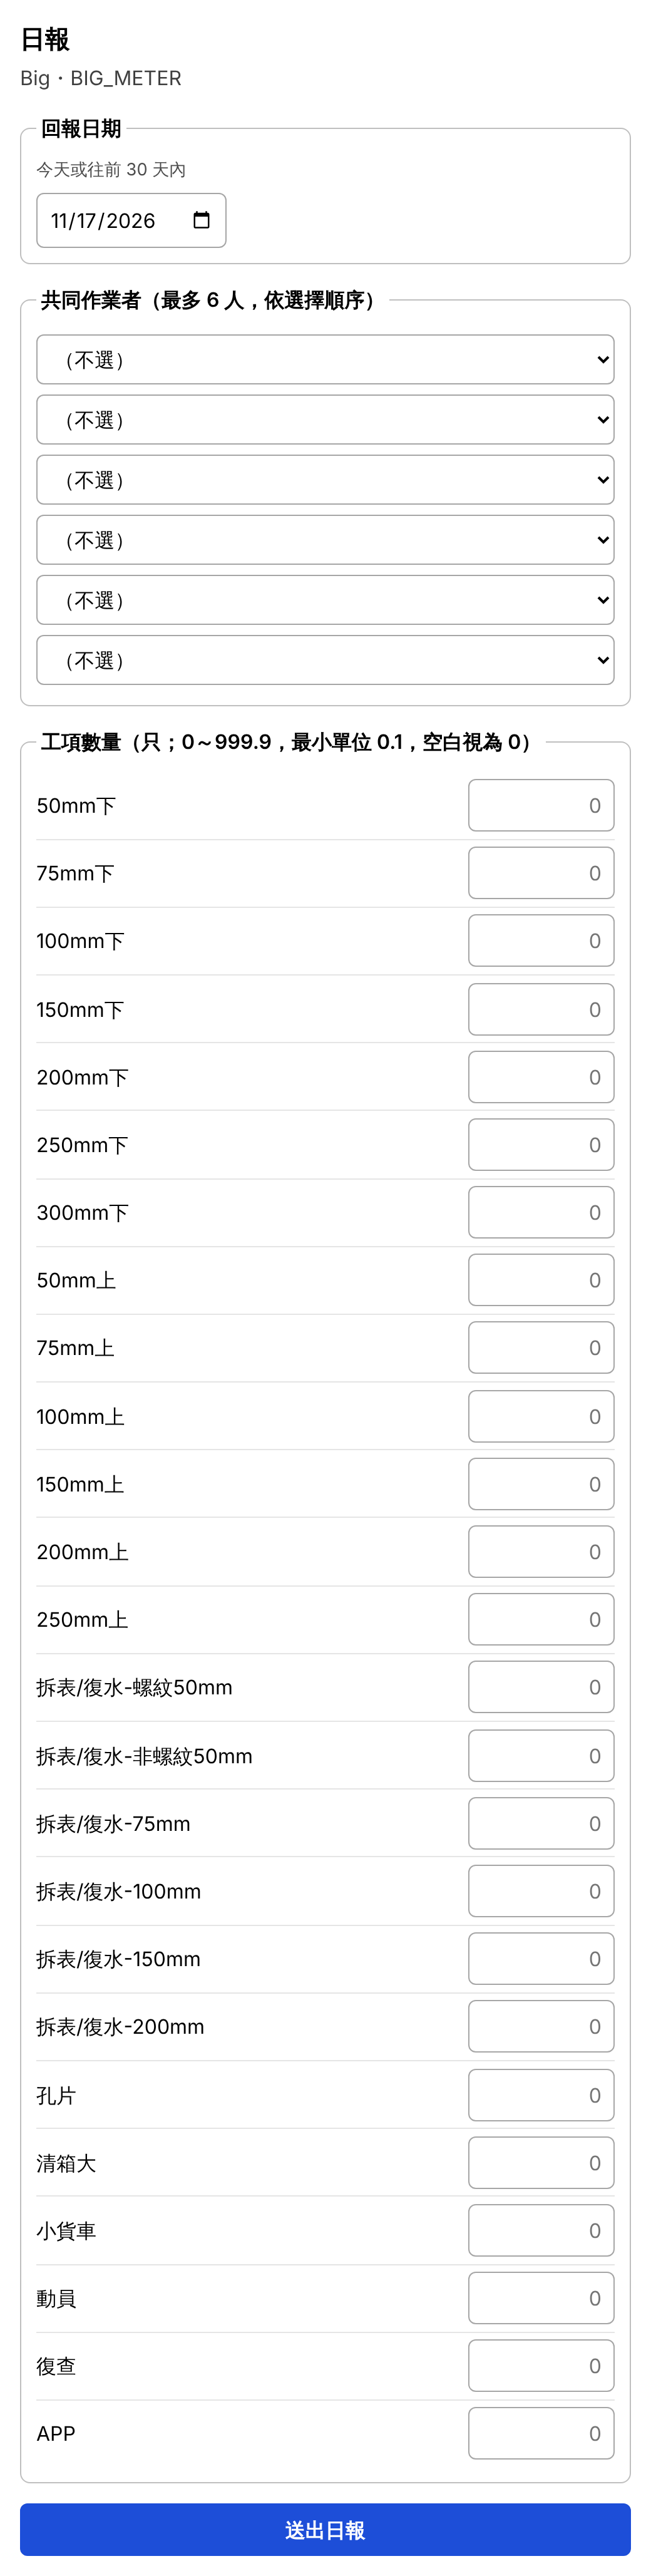 日報
Big・BIG_METER
回報日期
今天或往前 30 天內
11/17/2026
共同作業者（最多 6 人，依選擇順序）
（不選）
（不選）
（不選）
（不選）
（不選）
（不選）
工項數量（只；0～999.9，最小單位 0.1，空白視為 0）
50mm下 0
75mm下 0
100mm下 0
150mm下 0
200mm下 0
250mm下 0
300mm下 0
50mm上 0
75mm上 0
100mm上 0
150mm上 0
200mm上 0
250mm上 0
拆表/復水-螺紋50mm 0
拆表/復水-非螺紋50mm 0
拆表/復水-75mm 0
拆表/復水-100mm 0
拆表/復水-150mm 0
拆表/復水-200mm 0
孔片 0
清箱大 0
小貨車 0
動員 0
復查 0
APP 0
送出日報